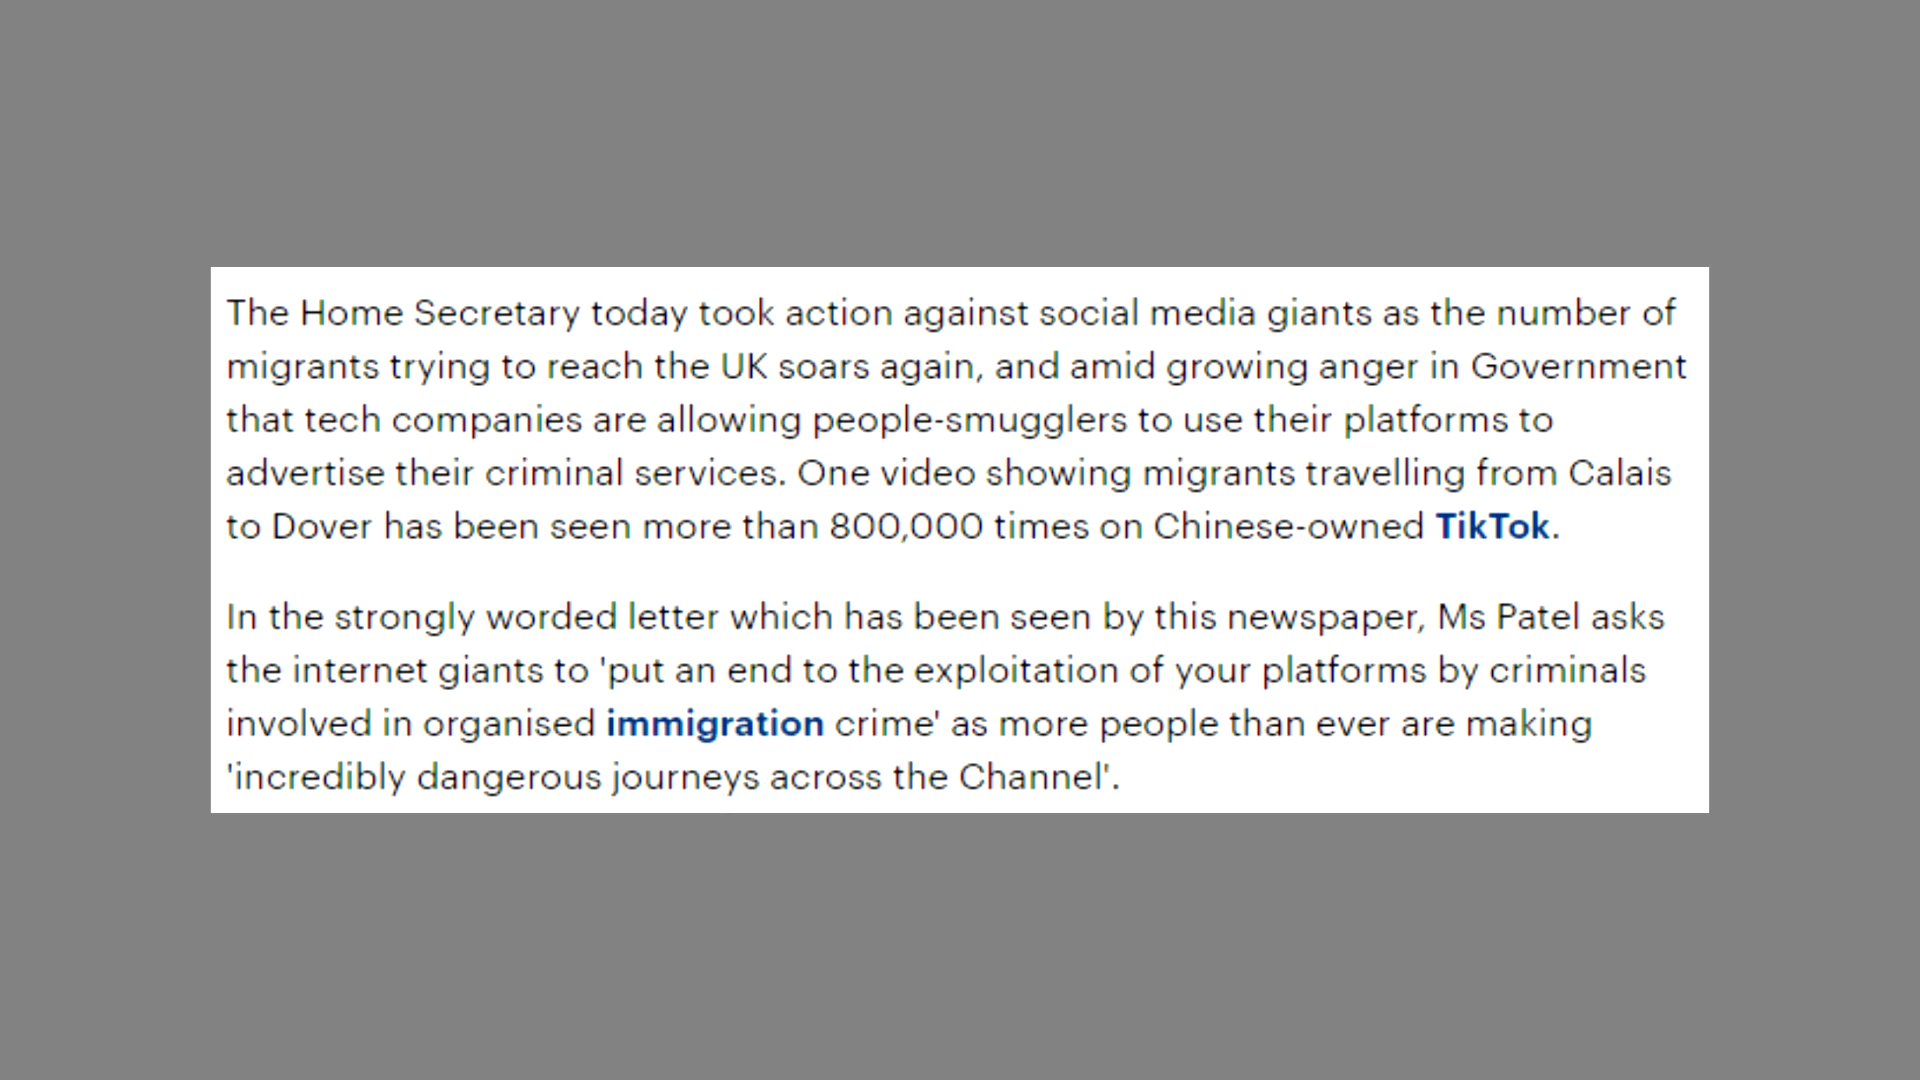 The Home Secretary today took action against social media giants as the number of
migrants trying to reach the UK soars again, and amid growing anger in Government
that tech companies are allowing people-smugglers to use their platforms to
advertise their criminal services. One video showing migrants travelling from Calais
to Dover has been seen more than 800,000 times on Chinese-owned TikTok.
In the strongly worded letter which has been seen by this newspaper, Ms Patel asks
the internet giants to 'put an end to the exploitation of your platforms by criminals
involved in organised immigration crime' as more people than ever are making
'incredibly dangerous journeys across the Channel'.